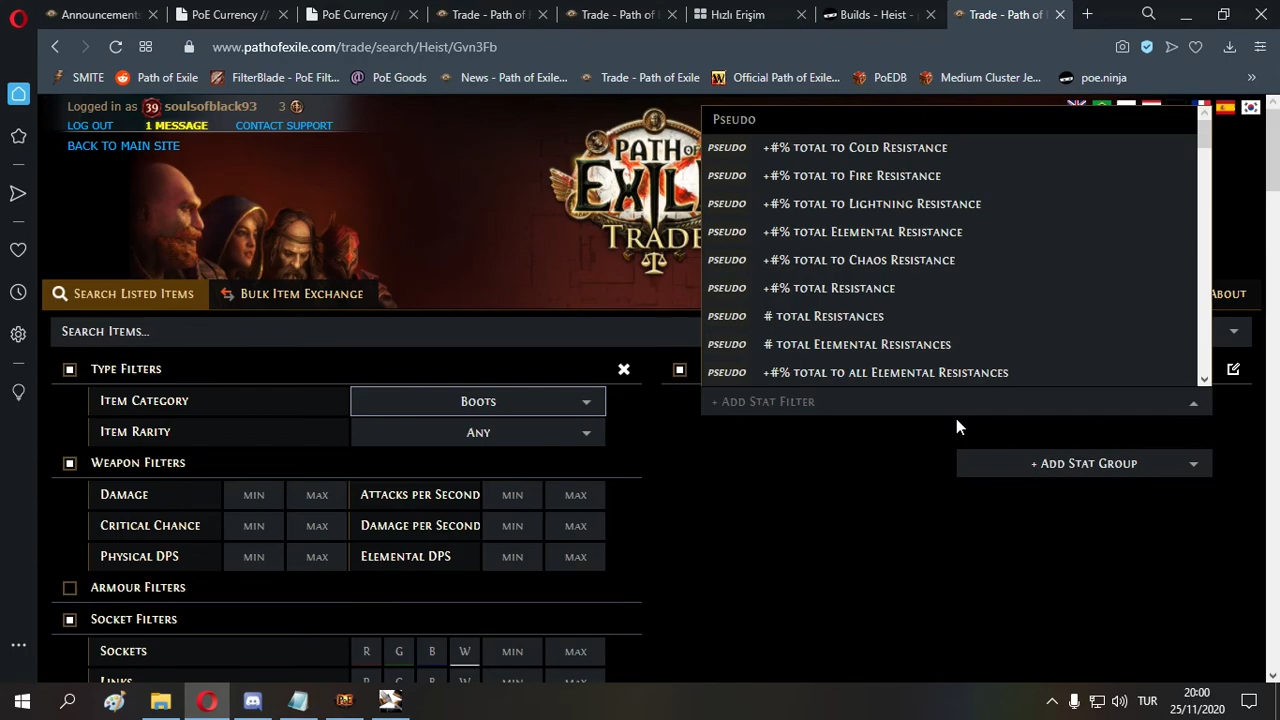 Announcements
PoE Currency //
PoE Currency //
Trade - Path of E
Trade - Path of E
Hızlı Erişim
Builds - Heist - p
Trade - Path of E
www.pathofexile.com/trade/search/Heist/Gvn3Fb
SMITE
Path of Exile
FilterBlade - PoE Filt...
PoE Goods
News - Path of Exile...
Trade - Path of Exile
Official Path of Exile...
PoEDB
Medium Cluster Je...
poe.ninja
Logged in as 39 soulsofblack93 3
LOG OUT 1 MESSAGE CONTACT SUPPORT
BACK TO MAIN SITE
PATH OF EXILE TRADE
Pseudo
PSEUDO +#% TOTAL TO COLD RESISTANCE
PSEUDO +#% TOTAL TO FIRE RESISTANCE
PSEUDO +#% TOTAL TO LIGHTNING RESISTANCE
PSEUDO +#% TOTAL ELEMENTAL RESISTANCE
PSEUDO +#% TOTAL TO CHAOS RESISTANCE
PSEUDO +#% TOTAL RESISTANCE
PSEUDO # TOTAL RESISTANCES
PSEUDO # TOTAL ELEMENTAL RESISTANCES
PSEUDO +#% TOTAL TO ALL ELEMENTAL RESISTANCES
+ ADD STAT FILTER
+ ADD STAT GROUP
SEARCH LISTED ITEMS
BULK ITEM EXCHANGE
ABOUT
SEARCH ITEMS...
TYPE FILTERS
ITEM CATEGORY BOOTS
ITEM RARITY ANY
WEAPON FILTERS
DAMAGE MIN MAX ATTACKS PER SECOND MIN MAX
CRITICAL CHANCE MIN MAX DAMAGE PER SECOND MIN MAX
PHYSICAL DPS MIN MAX ELEMENTAL DPS MIN MAX
ARMOUR FILTERS
SOCKET FILTERS
SOCKETS R G B W MIN MAX
LINKS R G B W MIN MAX
TUR
20:00
25/11/2020